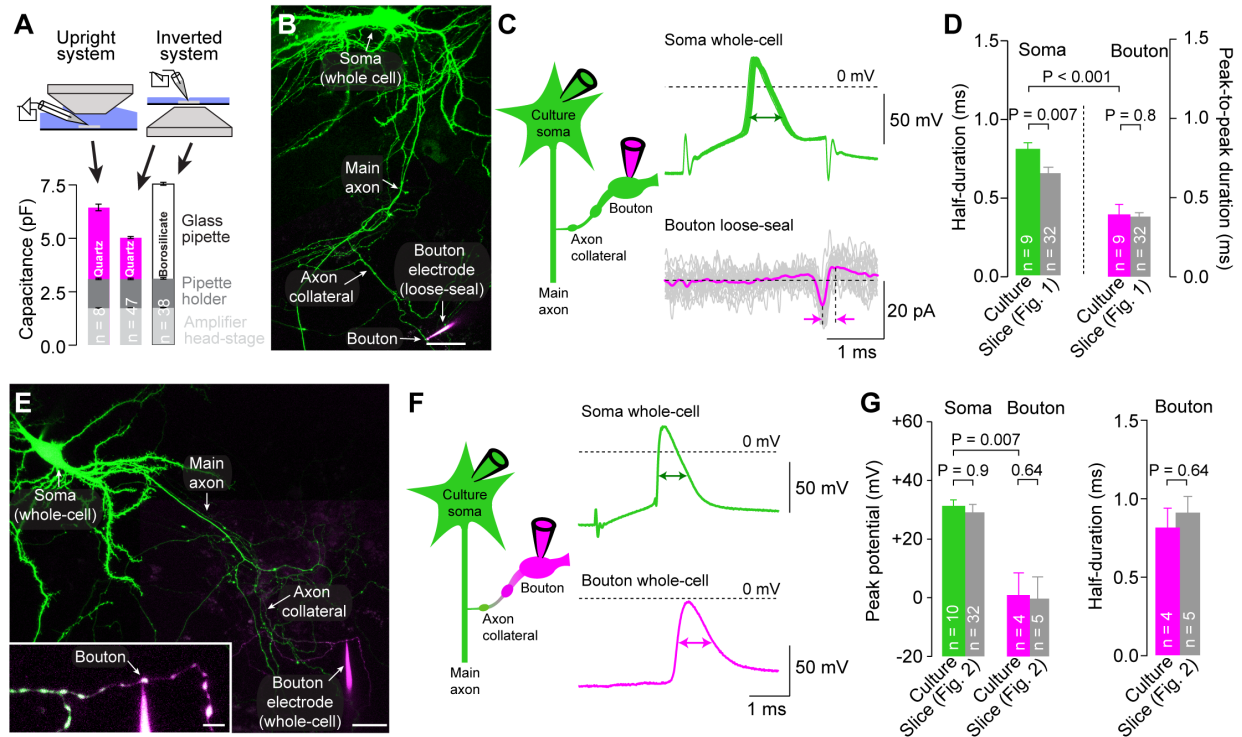 A
Upright
system
Inverted
system
Capacitance (pF)
7.5
5.0
2.5
0.0
Quartz
Quartz
Borosilicate
n = 8
n = 47
n = 38
Glass
pipette
Pipette
holder
Amplifier
head-stage
B
Soma
(whole cell)
Main
axon
Axon
collateral
Bouton
electrode
(loose-seal)
Bouton
C
Soma whole-cell
0 mV
50 mV
Culture
soma
Bouton
Axon
collateral
Main
axon
Bouton loose-seal
20 pA
1 ms
D
Soma
Bouton
P < 0.001
P = 0.007
P = 0.8
Half-duration (ms)
1.5
1.0
0.5
0.0
n = 9
n = 32
n = 9
n = 32
Culture
Slice (Fig. 1)
Culture
Slice (Fig. 1)
1.5
1.0
0.5
0.0
Peak-to-peak duration (ms)
E
Soma
(whole-cell)
Main
axon
Axon
collateral
Bouton
Bouton
electrode
(whole-cell)
F
Soma whole-cell
0 mV
50 mV
Culture
soma
Bouton
Axon
collateral
Main
axon
Bouton whole-cell
0 mV
50 mV
1 ms
G
Soma
Bouton
P = 0.007
P = 0.9
0.64
Peak potential (mV)
+60
+40
+20
0
-20
n = 10
n = 32
n = 4
n = 5
Culture
Slice (Fig. 2)
Culture
Slice (Fig. 2)
Bouton
P = 0.64
Half-duration (ms)
1.5
1.0
0.5
0.0
n = 4
n = 5
Culture
Slice (Fig. 2)